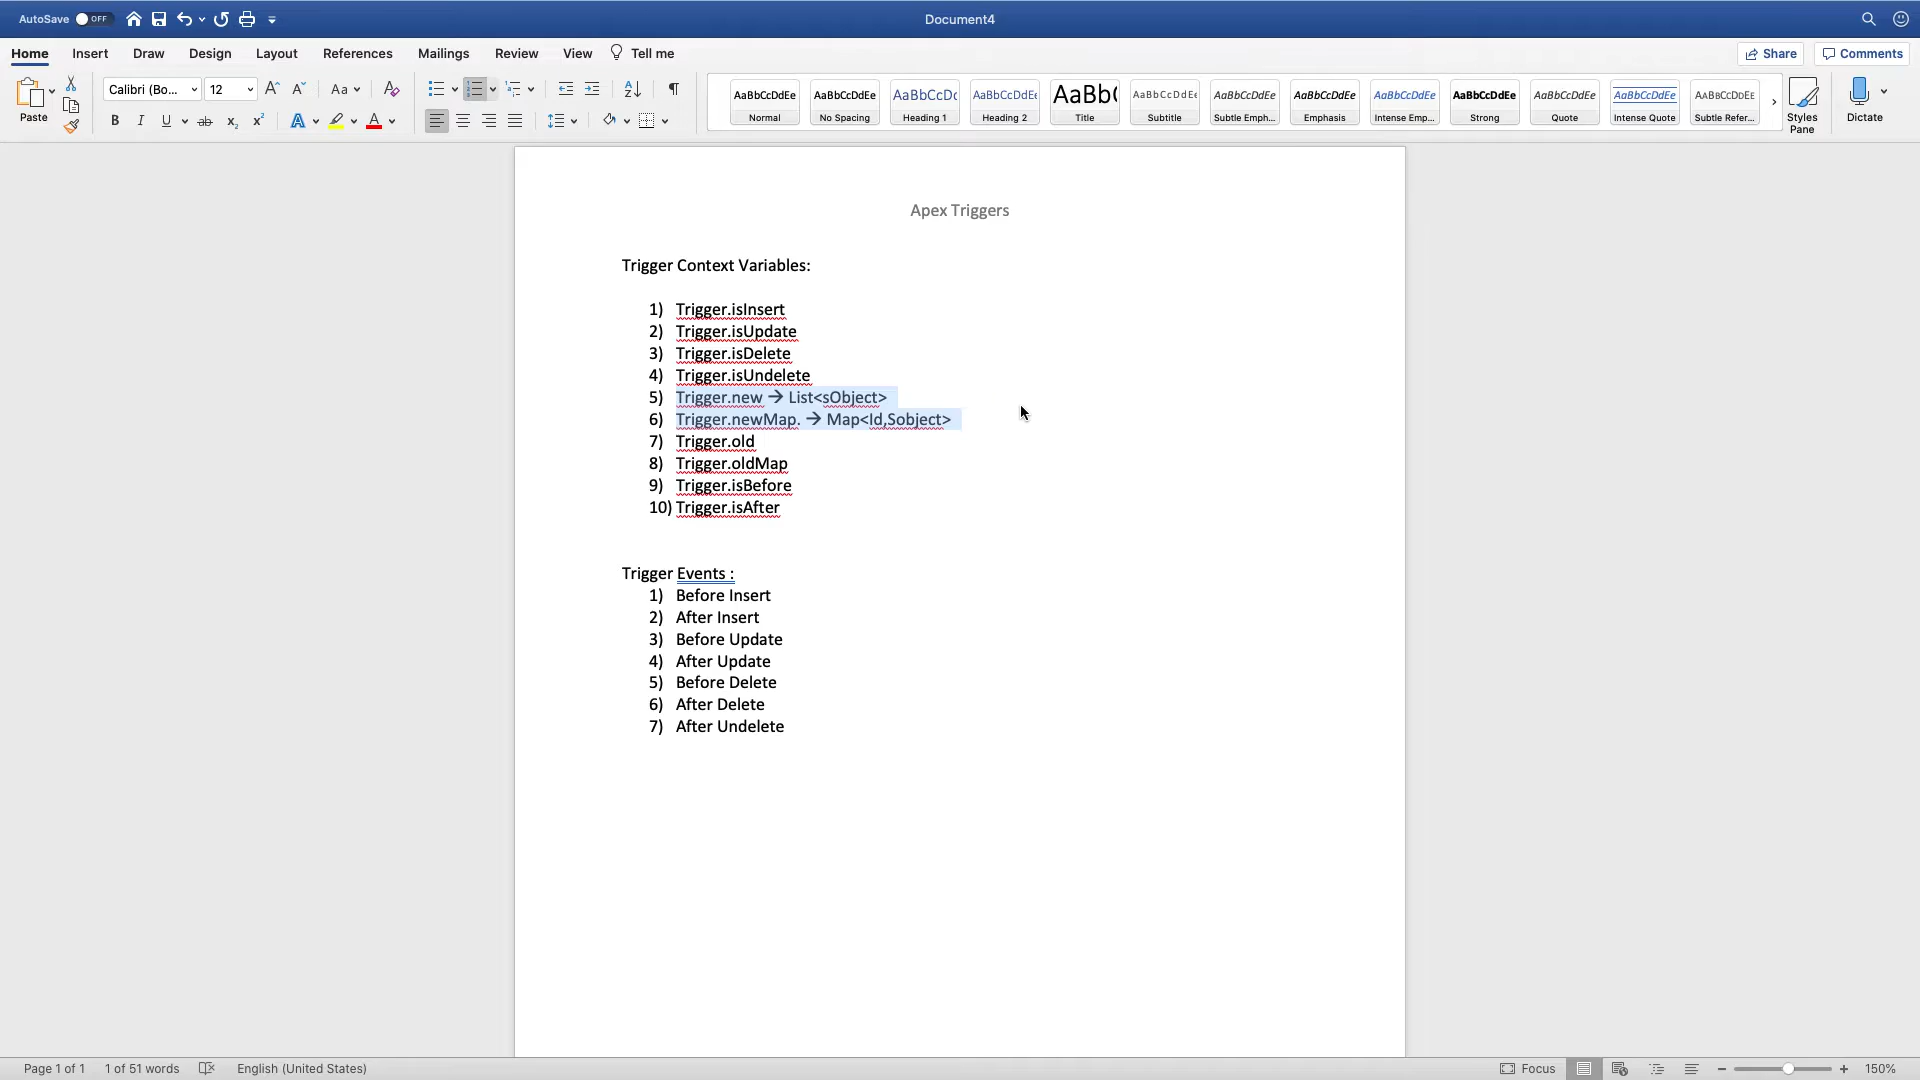 AutoSave OFF
Document4
Home Insert Draw Design Layout References Mailings Review View Tell me
Share Comments
Paste
Calibri (Bo... 12 Aa
AaBbCcDdEe AaBbCcDdEe AaBbCcDc AaBbCcDdEe AaBb( AaBbCcDdEe AaBbCcDdEe AaBbCcDdEe AaBbCcDdEe AaBbCcDdEe AaBbCcDdEe AaBbCcDdEe AaBbCcDdEe
Normal No Spacing Heading 1 Heading 2 Title Subtitle Subtle Emph... Emphasis Intense Emp... Strong Quote Intense Quote Subtle Refer...
Styles Pane
Dictate
B I U ab x₂ x² A A
Apex Triggers
Trigger Context Variables:
1) Trigger.isInsert
2) Trigger.isUpdate
3) Trigger.isDelete
4) Trigger.isUndelete
5) Trigger.new → List<sObject>
6) Trigger.newMap. → Map<Id,Sobject>
7) Trigger.old
8) Trigger.oldMap
9) Trigger.isBefore
10) Trigger.isAfter
Trigger Events :
1) Before Insert
2) After Insert
3) Before Update
4) After Update
5) Before Delete
6) After Delete
7) After Undelete
Page 1 of 1 1 of 51 words English (United States)
Focus 150%